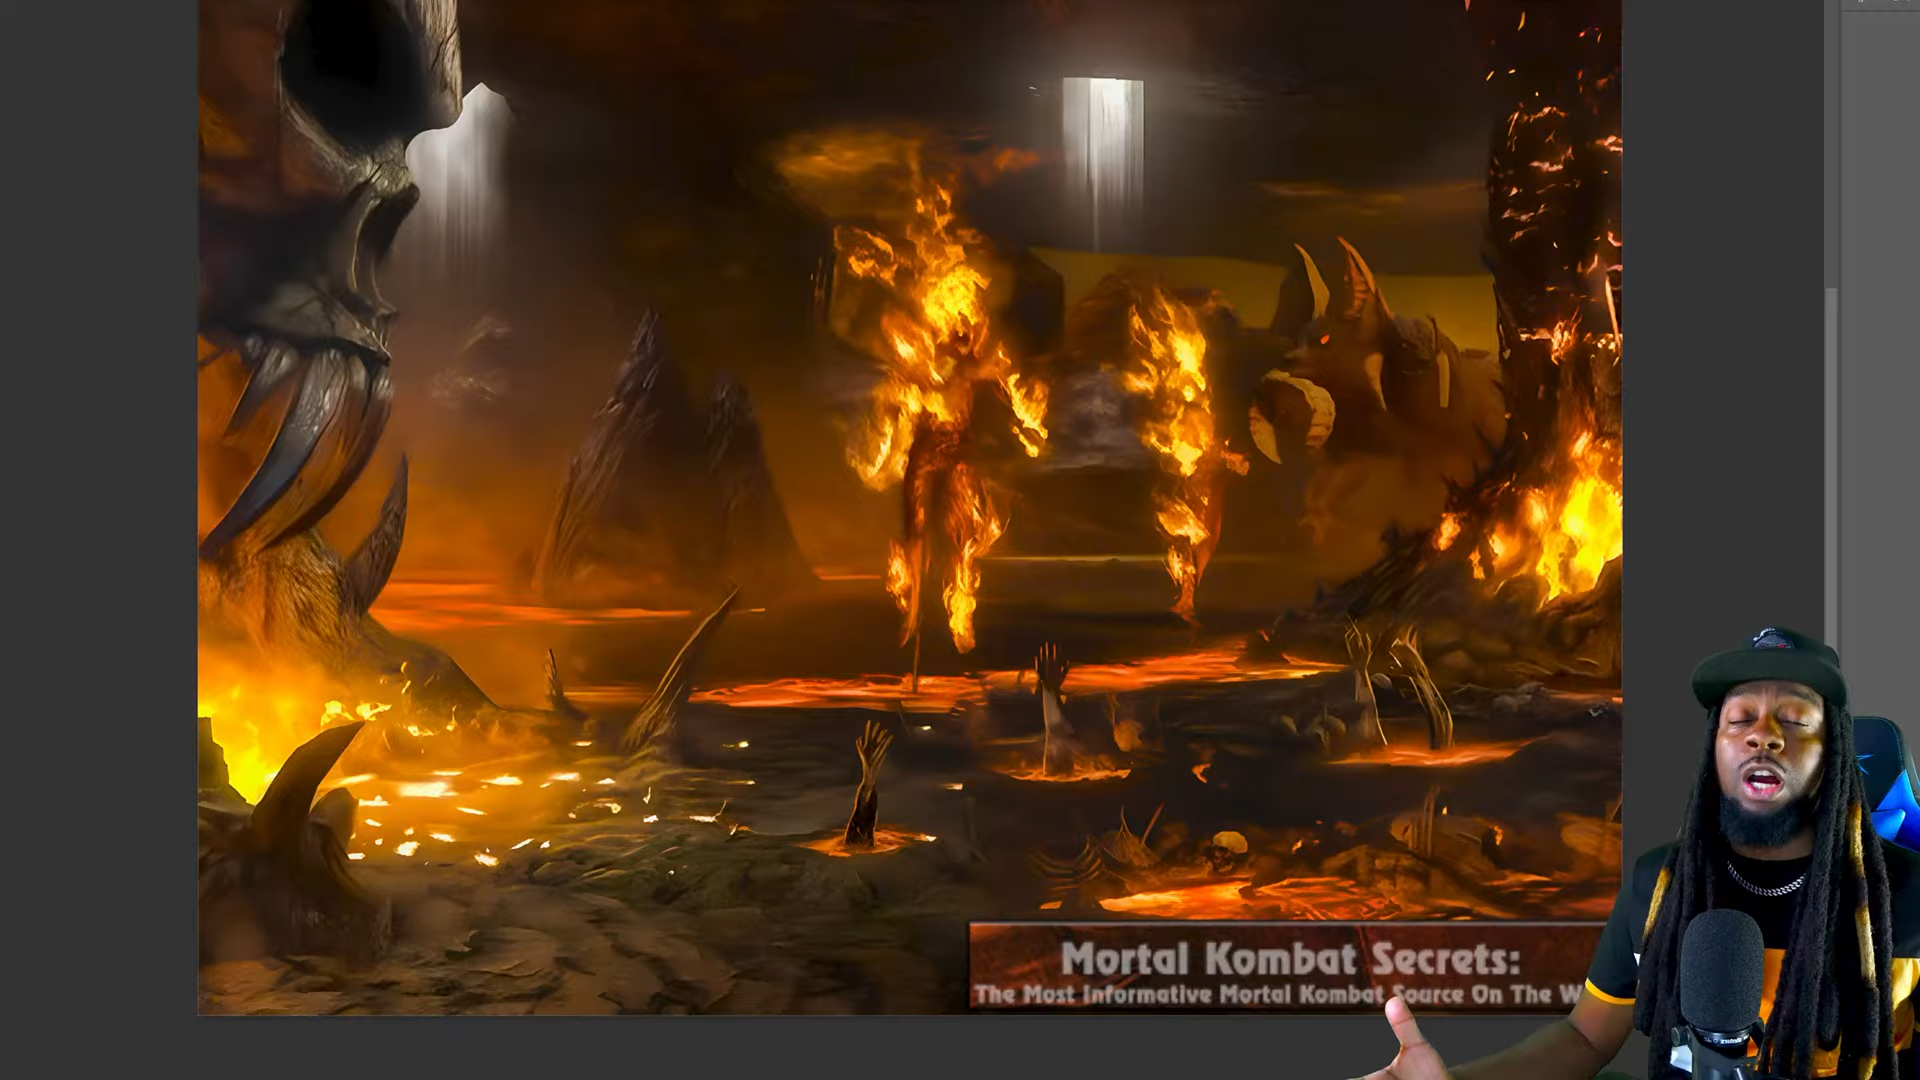 Mortal Kombat Secrets:
The Most Informative Mortal Kombat Source On The W